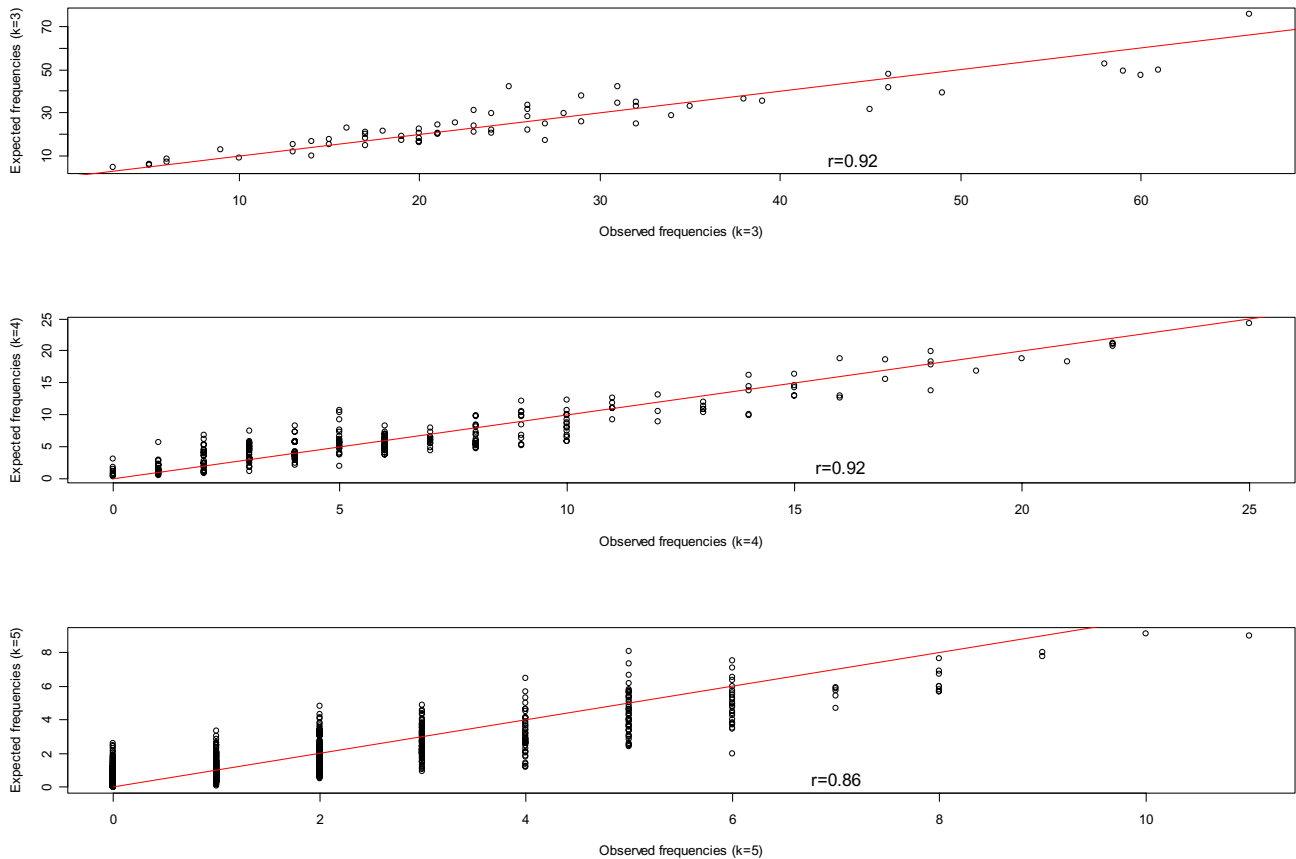 Expected frequencies (k=3)
70
50
30
10
r=0.92
10 20 30 40 50 60
Observed frequencies (k=3)
Expected frequencies (k=4)
25
20
15
10
5
0
r=0.92
0 5 10 15 20 25
Observed frequencies (k=4)
Expected frequencies (k=5)
8
6
4
2
0
r=0.86
0 2 4 6 8 10
Observed frequencies (k=5)